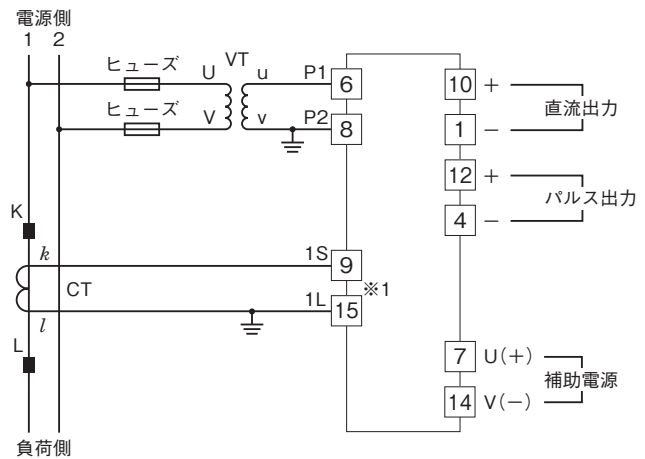 電源側
1 2
ヒューズ
VT
U u P1 6
10 +
直流出力
ヒューズ
V v P2 8
1 −
12 +
パルス出力
4 −
K
k 1S 9
※1
CT
l 1L 15
L
7 U(+)
補助電源
14 V(−)
負荷側